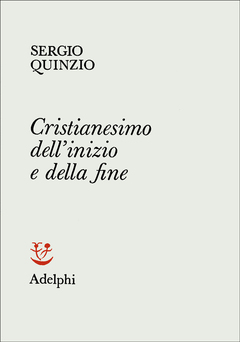 SERGIO
QUINZIO
Cristianesimo
dell'inizio
e della fine
Adelphi